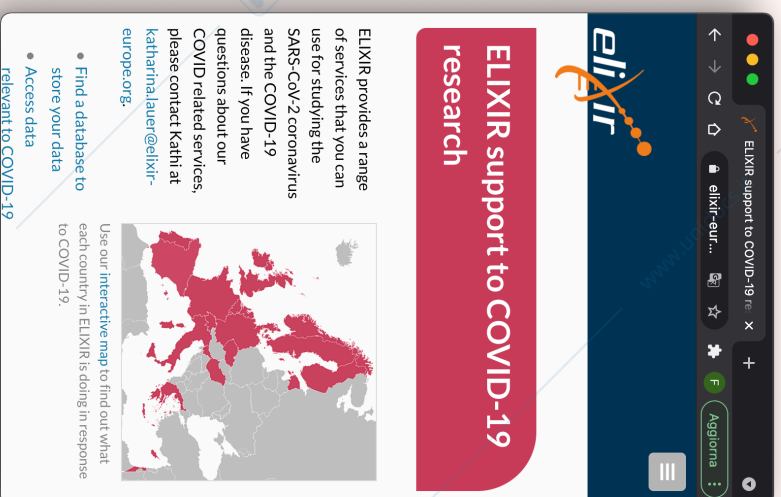 ELIXIR support to COVID-19 re
elixir-eur...
F
Aggiorna
elixir
ELIXIR support to COVID-19
research
ELIXIR provides a range
of services that you can
use for studying the
SARS-CoV-2 coronavirus
and the COVID-19
disease. If you have
questions about our
COVID related services,
please contact Kathi at
katharina.lauer@elixir-
europe.org.
Use our interactive map to find out what
each country in ELIXIR is doing in response
to COVID-19.
• Find a database to
store your data
• Access data
relevant to COVID-19